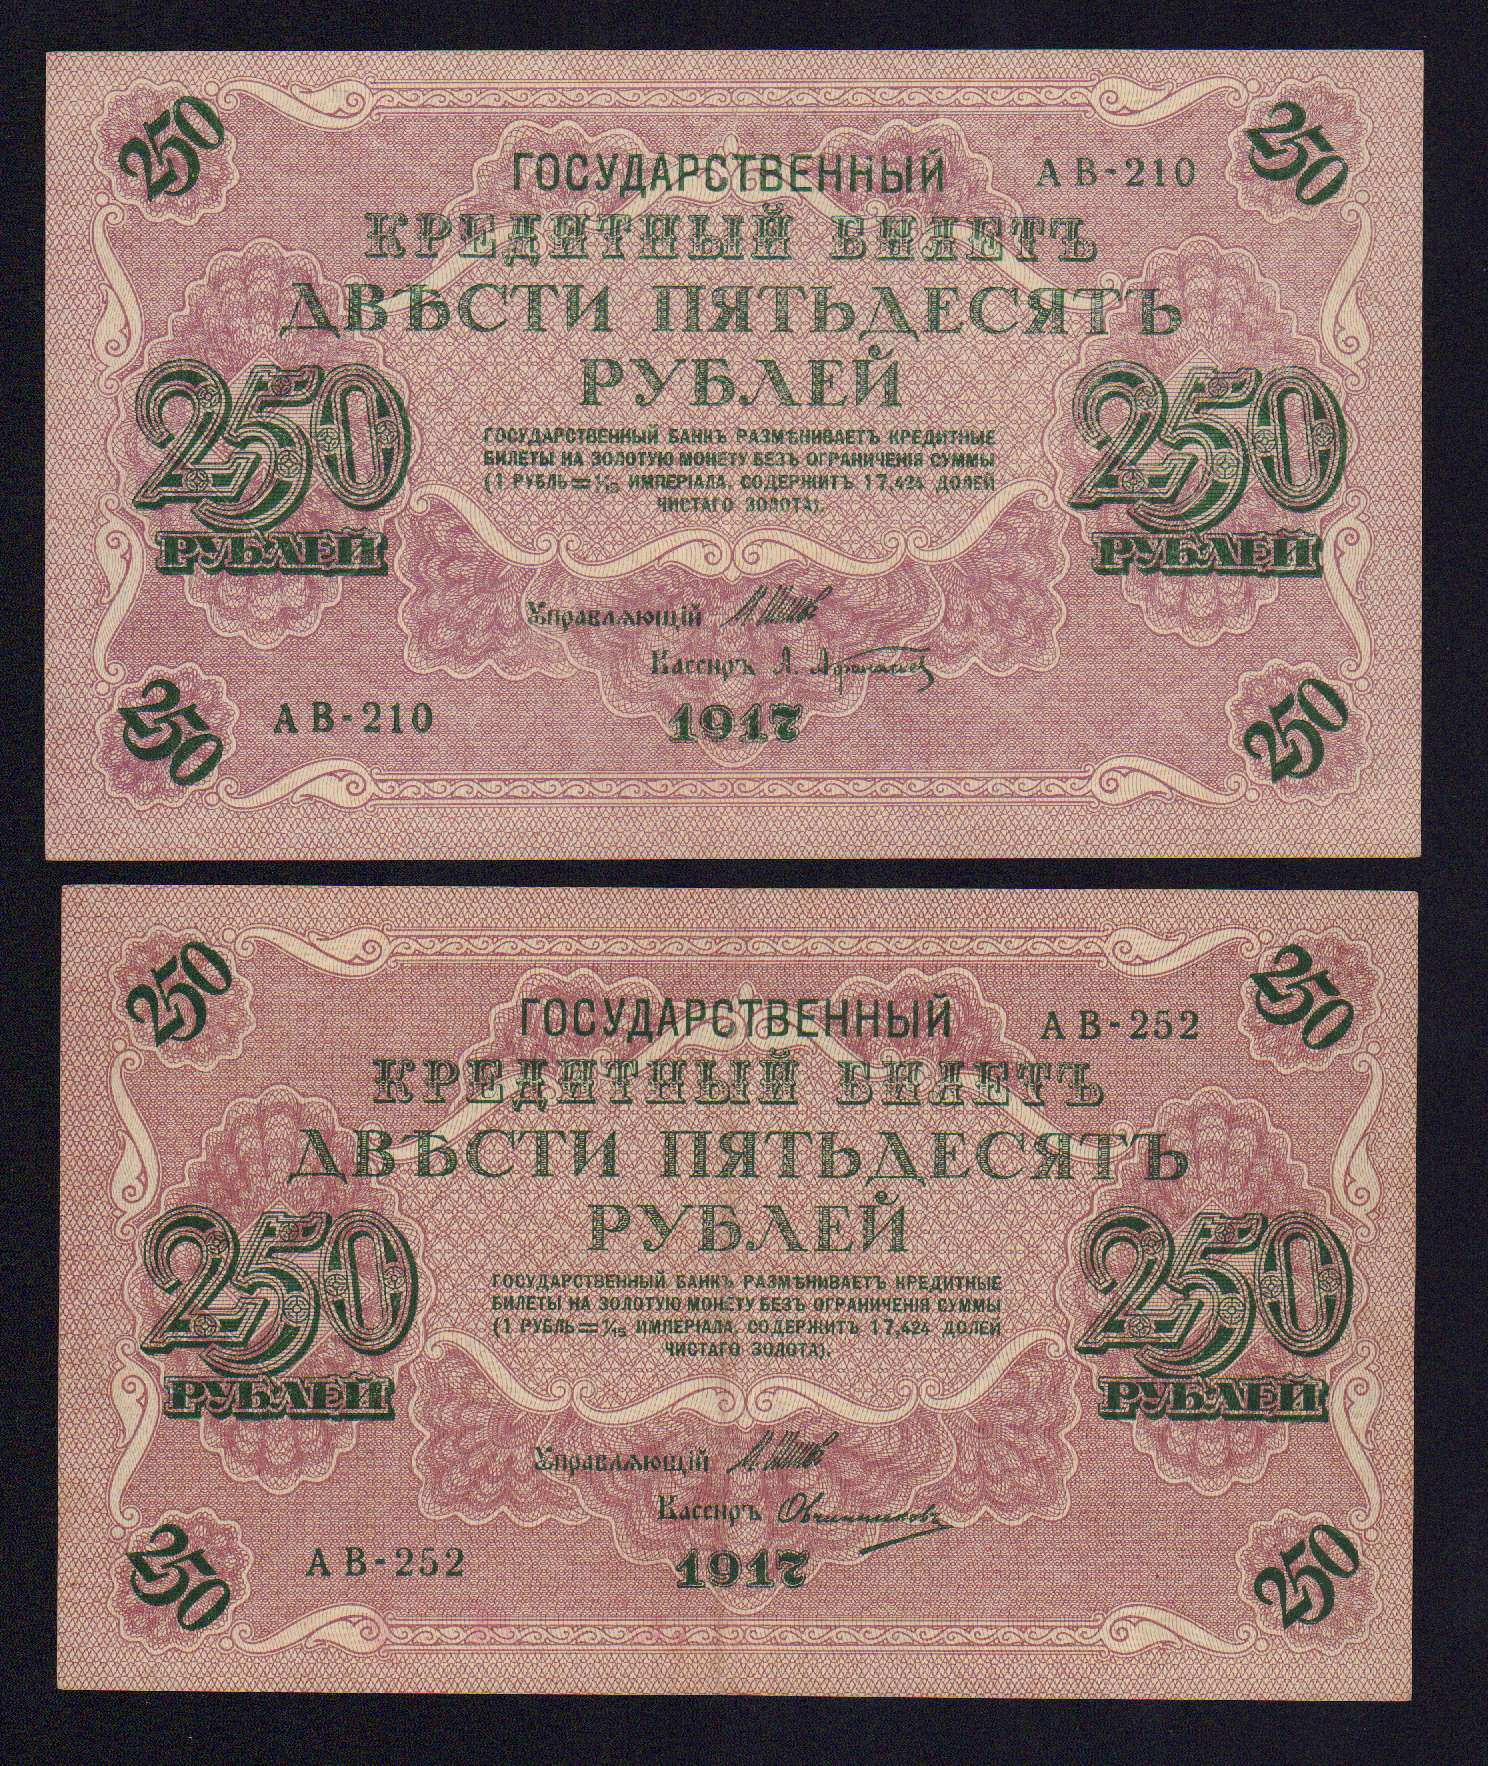 250 250
ГОСУДАРСТВЕННЫЙ АВ-210
КРЕДИТНЫЙ БИЛЕТЪ
ДВѢСТИ ПЯТЬДЕСЯТЪ
РУБЛЕЙ
250 250
РУБЛЕЙ РУБЛЕЙ
ГОСУДАРСТВЕННЫЙ БАНКЪ РАЗМѢНИВАЕТЪ КРЕДИТНЫЕ
БИЛЕТЫ НА ЗОЛОТУЮ МОНЕТУ БЕЗЪ ОГРАНИЧЕНІЯ СУММЫ
(1 РУБЛЬ = 1/15 ИМПЕРІАЛА, СОДЕРЖИТЪ 17,424 ДОЛЕЙ
ЧИСТАГО ЗОЛОТА).
Управляющій И. Шипов
Кассиръ А. Афанасьев
АВ-210 1917
250 250
250 250
ГОСУДАРСТВЕННЫЙ АВ-252
КРЕДИТНЫЙ БИЛЕТЪ
ДВѢСТИ ПЯТЬДЕСЯТЪ
РУБЛЕЙ
250 250
РУБЛЕЙ РУБЛЕЙ
ГОСУДАРСТВЕННЫЙ БАНКЪ РАЗМѢНИВАЕТЪ КРЕДИТНЫЕ
БИЛЕТЫ НА ЗОЛОТУЮ МОНЕТУ БЕЗЪ ОГРАНИЧЕНІЯ СУММЫ
(1 РУБЛЬ = 1/15 ИМПЕРІАЛА, СОДЕРЖИТЪ 17,424 ДОЛЕЙ
ЧИСТАГО ЗОЛОТА).
Управляющій И. Шипов
Кассиръ Овчинниковъ
АВ-252 1917
250 250